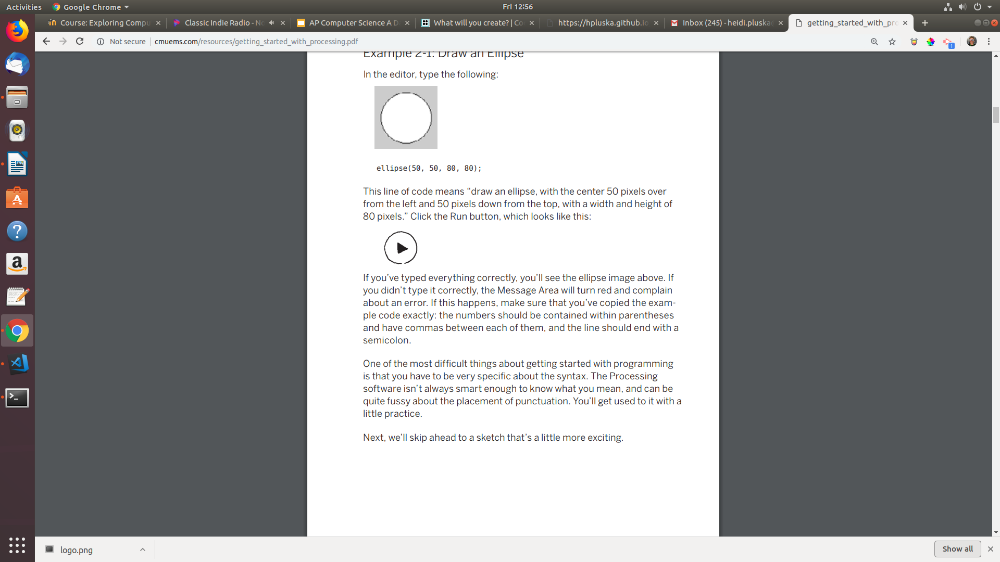 Activities
Google Chrome
Fri 12:56
Course: Exploring Compu
Classic Indie Radio - No
AP Computer Science A D
What will you create? | Co
https://hpluska.github.io
Inbox (245) - heidi.pluska
getting_started_with_pro
Not secure
cmuems.com/resources/getting_started_with_processing.pdf
1
Example 2-1: Draw an Ellipse
In the editor, type the following:
ellipse(50, 50, 80, 80);
This line of code means “draw an ellipse, with the center 50 pixels over
from the left and 50 pixels down from the top, with a width and height of
80 pixels.” Click the Run button, which looks like this:
If you’ve typed everything correctly, you’ll see the ellipse image above. If
you didn’t type it correctly, the Message Area will turn red and complain
about an error. If this happens, make sure that you’ve copied the exam-
ple code exactly: the numbers should be contained within parentheses
and have commas between each of them, and the line should end with a
semicolon.
One of the most difficult things about getting started with programming
is that you have to be very specific about the syntax. The Processing
software isn’t always smart enough to know what you mean, and can be
quite fussy about the placement of punctuation. You’ll get used to it with a
little practice.
Next, we’ll skip ahead to a sketch that’s a little more exciting.
logo.png
Show all